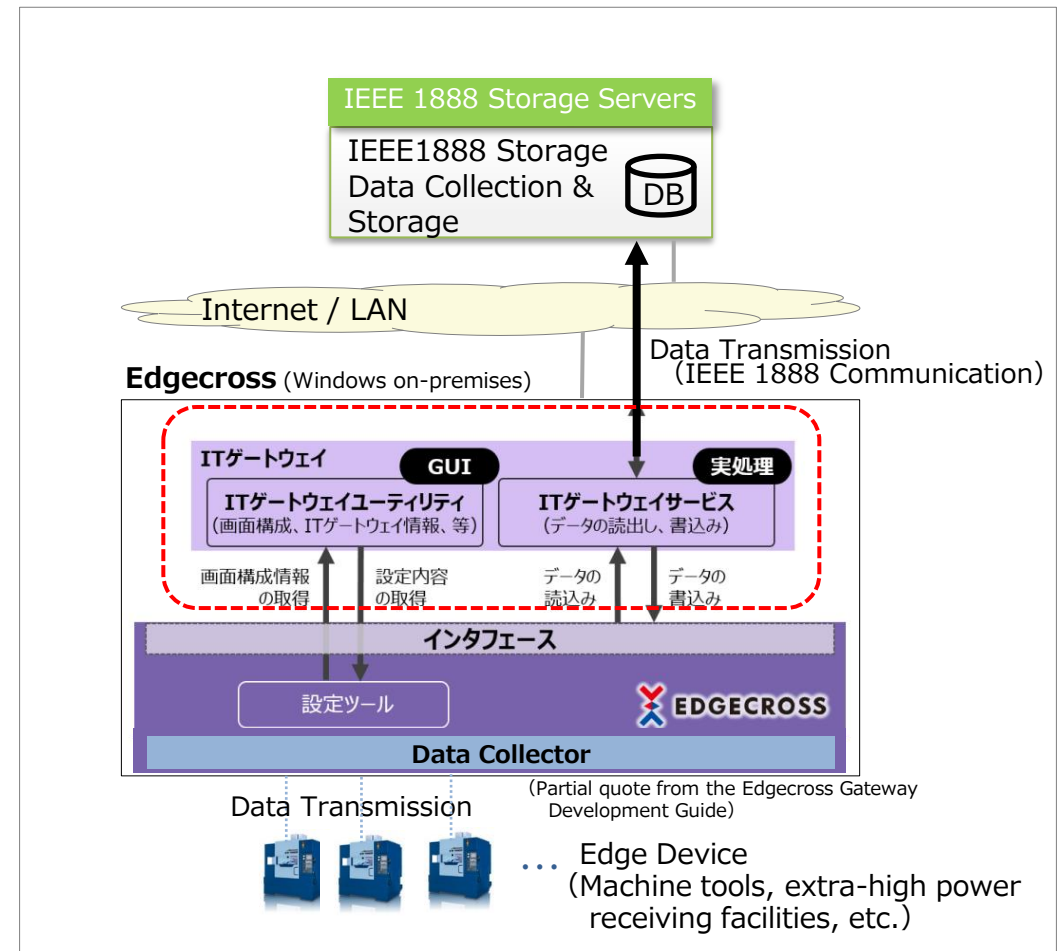 IEEE 1888 Storage Servers
IEEE1888 Storage
Data Collection &
Storage
DB
Internet / LAN
Data Transmission
（IEEE 1888 Communication）
Edgecross (Windows on-premises)
ITゲートウェイ
GUI
実処理
ITゲートウェイユーティリティ
（画面構成、ITゲートウェイ情報、等）
ITゲートウェイサービス
（データの読出し、書込み）
画面構成情報
の取得
設定内容
の取得
データの
読込み
データの
書込み
インタフェース
設定ツール
EDGECROSS
Data Collector
（Partial quote from the Edgecross Gateway
Development Guide）
Data Transmission
... Edge Device
（Machine tools, extra-high power
receiving facilities, etc.）